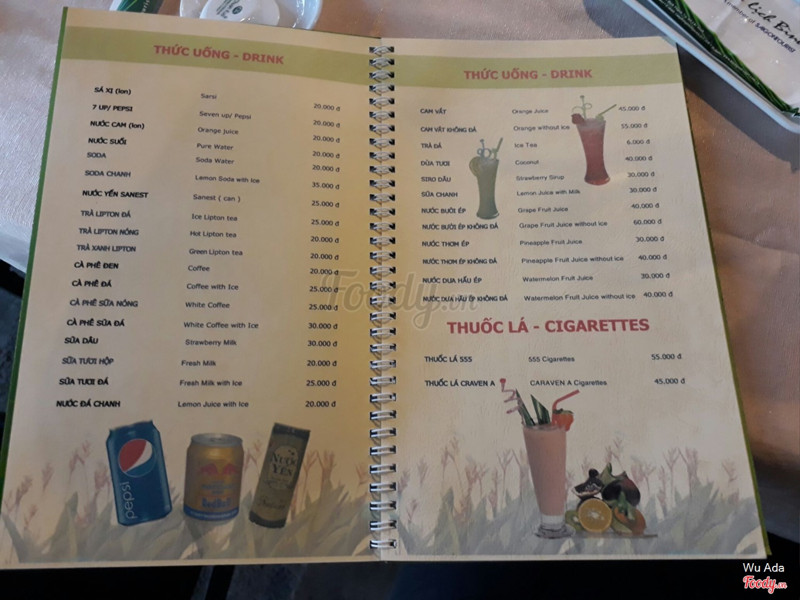 THỨC UỐNG - DRINK
SÁ XỊ (lon) Sarsi 20.000 đ
7 UP/ PEPSI Seven up/ Pepsi 20.000 đ
NƯỚC CAM (lon) Orange juice 20.000 đ
NƯỚC SUỐI Pure Water 20.000 đ
SODA Soda Water 20.000 đ
SODA CHANH Lemon Soda with Ice 35.000 đ
NƯỚC YẾN SANEST Sanest ( can ) 25.000 đ
TRÀ LIPTON ĐÁ Ice Lipton tea 25.000 đ
TRÀ LIPTON NÓNG Hot Lipton tea 20.000 đ
TRÀ XANH LIPTON Green Lipton tea 20.000 đ
CÀ PHÊ ĐEN Coffee 20.000 đ
CÀ PHÊ ĐÁ Coffee with Ice 25.000 đ
CÀ PHÊ SỮA NÓNG White Coffee 25.000 đ
CÀ PHÊ SỮA ĐÁ White Coffee with Ice 30.000 đ
SỮA DÂU Strawberry Milk 30.000 đ
SỮA TƯƠI HỘP Fresh Milk 20.000 đ
SỮA TƯƠI ĐÁ Fresh Milk with Ice 25.000 đ
NƯỚC ĐÁ CHANH Lemon Juice with Ice 20.000 đ
pepsi
Red Bull
NƯỚC YẾN
THỨC UỐNG - DRINK
CAM VẮT Orange Juice 45.000 đ
CAM VẮT KHÔNG ĐÁ Orange without ice 55.000 đ
TRÀ ĐÁ Ice Tea 6.000 đ
DỪA TƯƠI Coconut 40.000 đ
SIRO DÂU Strawberry Sirup 30.000 đ
SỮA CHANH Lemon Juice with Milk 30.000 đ
NƯỚC BƯỞI ÉP Grape Fruit Juice 40.000 đ
NƯỚC BƯỞI ÉP KHÔNG ĐÁ Grape Fruit Juice without ice 60.000 đ
NƯỚC THƠM ÉP Pineapple Fruit Juice 30.000 đ
NƯỚC THƠM ÉP KHÔNG ĐÁ Pineapple Fruit Juice without ice 40.000 đ
NƯỚC DƯA HẤU ÉP Watermelon Fruit Juice 30.000 đ
NƯỚC DƯA HẤU ÉP KHÔNG ĐÁ Watermelon Fruit Juice without ice 40.000 đ
THUỐC LÁ - CIGARETTES
THUỐC LÁ 555 555 Cigarettes 55.000 đ
THUỐC LÁ CRAVEN A CARAVEN A Cigarettes 45.000 đ
Foody.vn
Wu Ada
Foody.vn